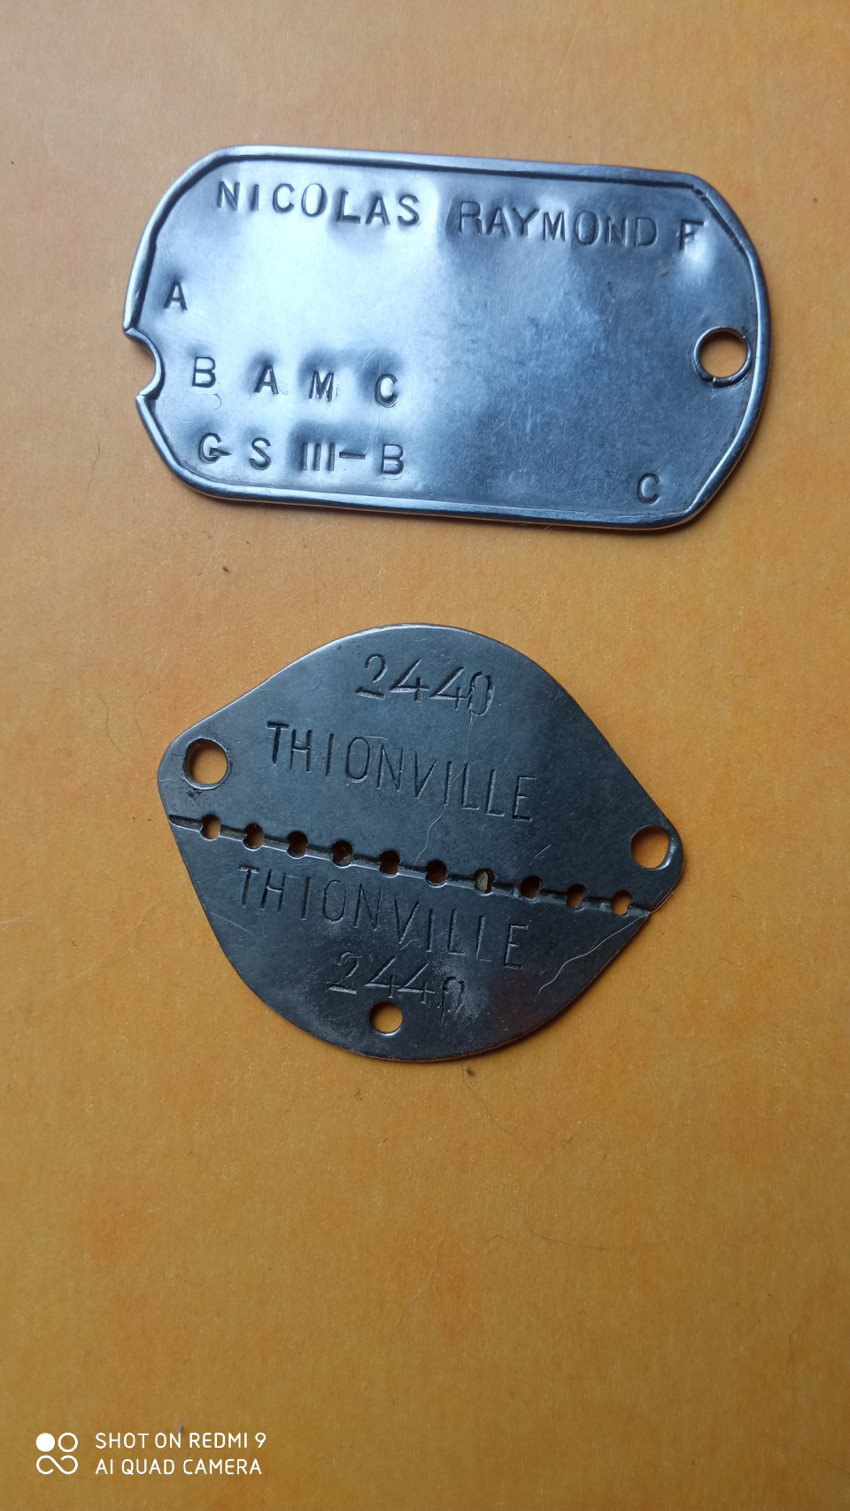 NICOLAS RAYMOND F
A
B A M C
G S III-B
C
2440
THIONVILLE
THIONVILLE
2440
SHOT ON REDMI 9
AI QUAD CAMERA